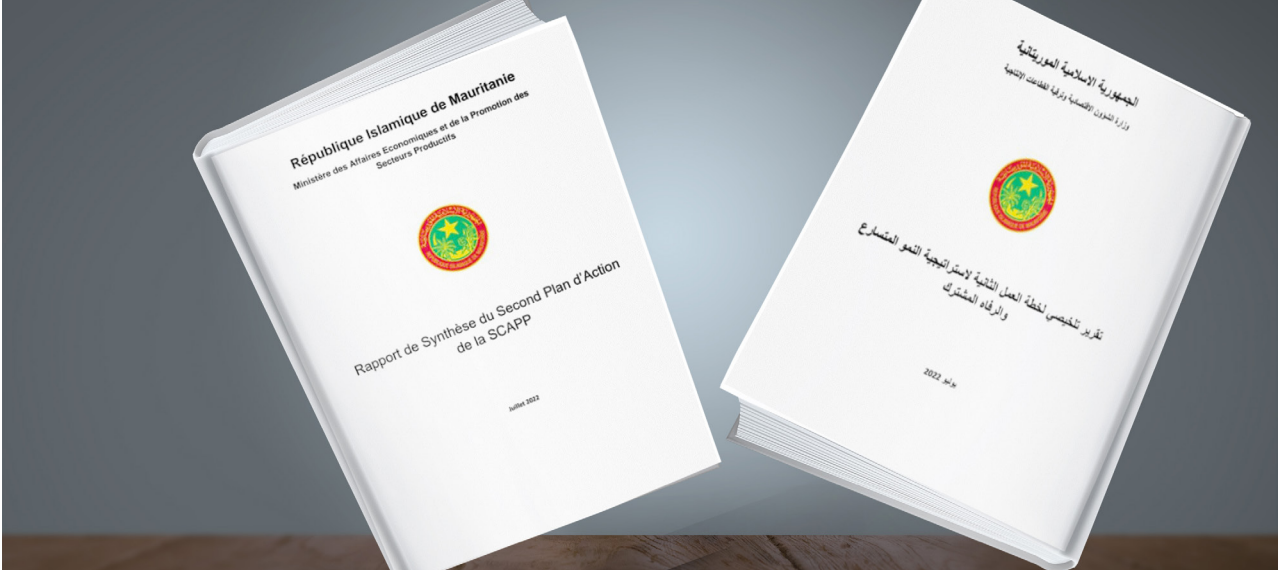 République Islamique de Mauritanie
Ministère des Affaires Economiques et de la Promotion des
Secteurs Productifs
Rapport de Synthèse du Second Plan d'Action
de la SCAPP
Juillet 2022
الجمهورية الإسلامية الموريتانية
وزارة الشؤون الاقتصادية وترقية القطاعات الإنتاجية
تقرير تلخيصي لخطة العمل الثانية لاستراتيجية النمو المتسارع
والرفاه المشترك
يونيو 2022